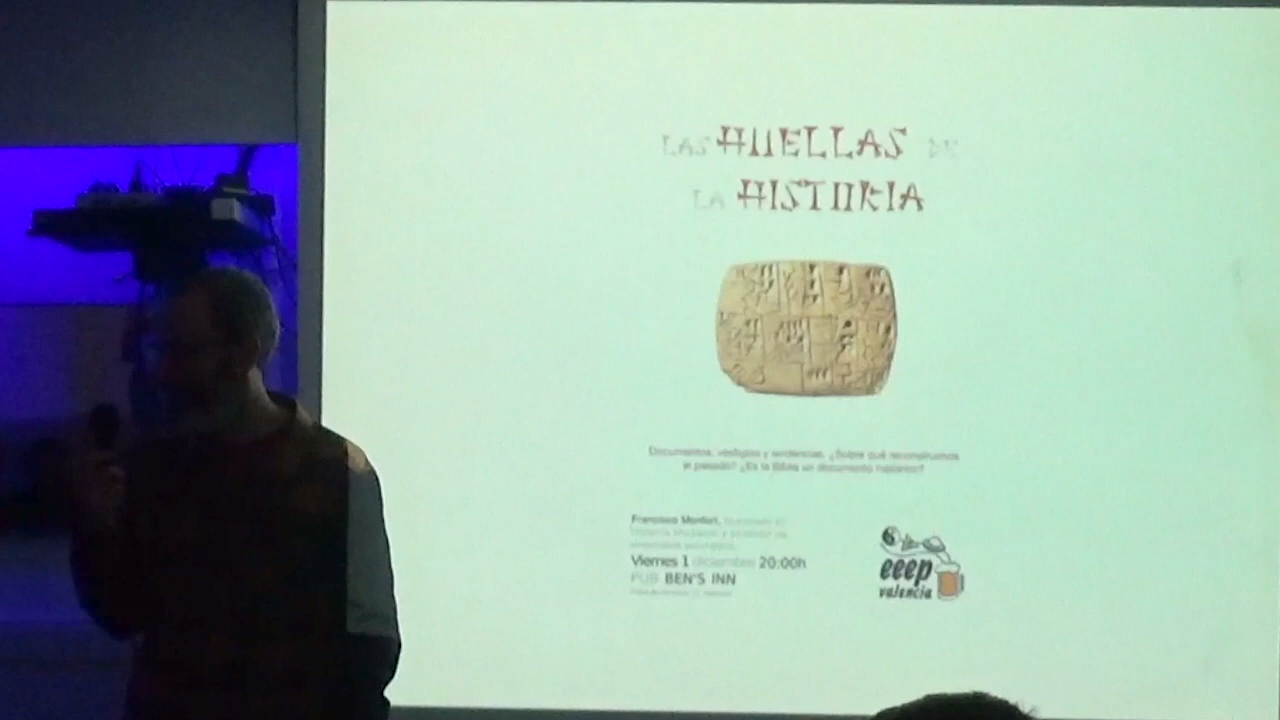 LAS HUELLAS DE
LA HISTORIA
Documentos, vestigios y evidencias. ¿Sobre qué reconstruimos
el pasado? ¿Es la Biblia un documento histórico?
Francisco Montfort,
Viernes 1 diciembre 20:00h
PUB BEN'S INN
eeep
valencia